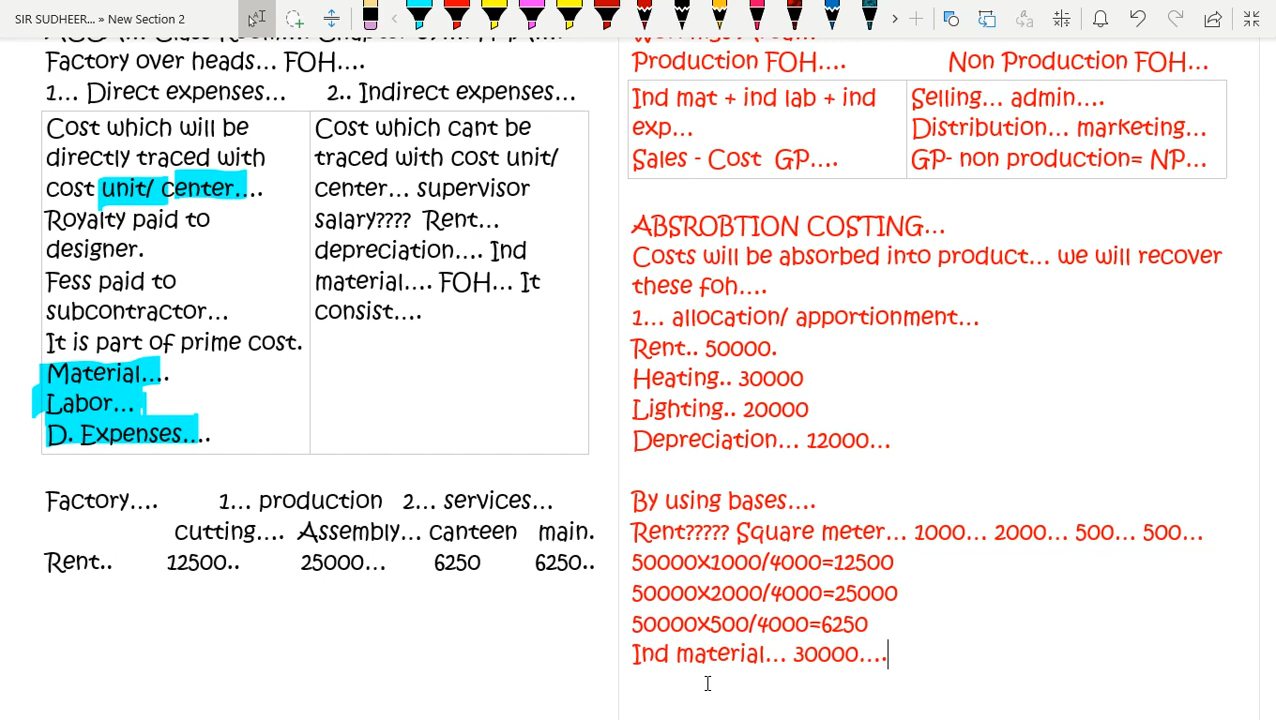 SIR SUDHEER... » New Section 2
Factory over heads... FOH....
1... Direct expenses... 2.. Indirect expenses...
Cost which will be
directly traced with
cost unit/ center....
Royalty paid to
designer.
Fess paid to
subcontractor...
It is part of prime cost.
Material....
Labor...
D. Expenses....
Cost which cant be
traced with cost unit/
center... supervisor
salary???? Rent...
depreciation.... Ind
material.... FOH... It
consist....
Factory.... 1... production 2... services...
cutting.... Assembly... canteen main.
Rent.. 12500.. 25000... 6250 6250..
Production FOH.... Non Production FOH...
Ind mat + ind lab + ind
exp...
Sales - Cost GP....
Selling... admin....
Distribution... marketing...
GP- non production= NP...
ABSROBTION COSTING...
Costs will be absorbed into product... we will recover
these foh....
1... allocation/ apportionment...
Rent.. 50000.
Heating.. 30000
Lighting.. 20000
Depreciation... 12000...
By using bases....
Rent????? Square meter... 1000... 2000... 500... 500...
50000x1000/4000=12500
50000x2000/4000=25000
50000x500/4000=6250
Ind material... 30000....